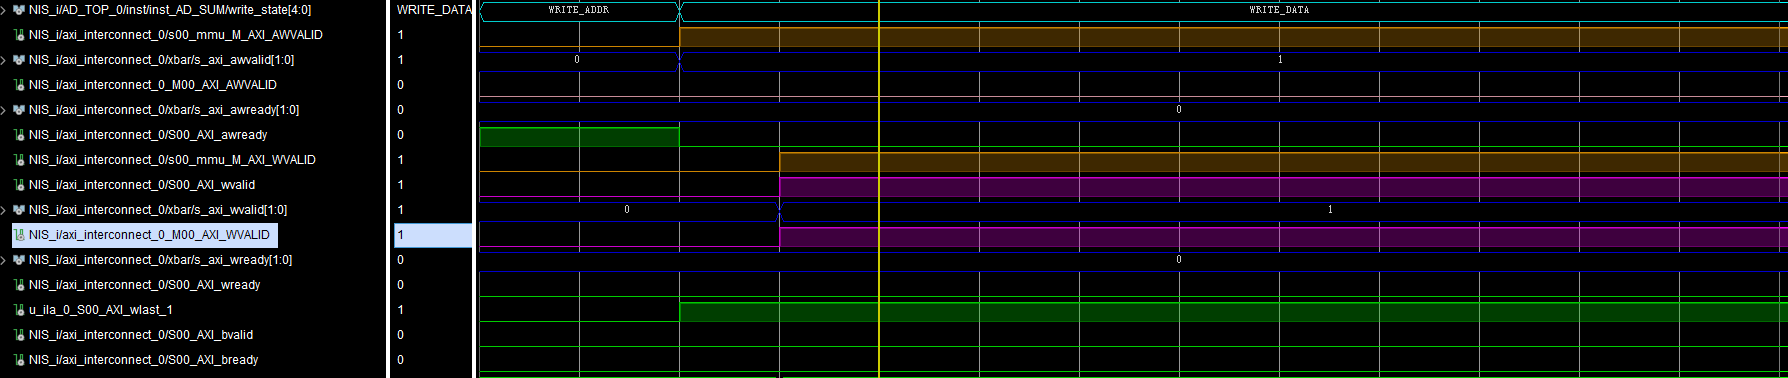 NIS_i/AD_TOP_0/inst/inst_AD_SUM/write_state[4:0] WRITE_DATA WRITE_ADDR WRITE_DATA
NIS_i/axi_interconnect_0/s00_mmu_M_AXI_AWVALID 1
NIS_i/axi_interconnect_0/xbar/s_axi_awvalid[1:0] 1 0 1
NIS_i/axi_interconnect_0_M00_AXI_AWVALID 0
NIS_i/axi_interconnect_0/xbar/s_axi_awready[1:0] 0 0
NIS_i/axi_interconnect_0/S00_AXI_awready 0
NIS_i/axi_interconnect_0/s00_mmu_M_AXI_WVALID 1
NIS_i/axi_interconnect_0/S00_AXI_wvalid 1
NIS_i/axi_interconnect_0/xbar/s_axi_wvalid[1:0] 1 0 1
NIS_i/axi_interconnect_0_M00_AXI_WVALID 1
NIS_i/axi_interconnect_0/xbar/s_axi_wready[1:0] 0 0
NIS_i/axi_interconnect_0/S00_AXI_wready 0
u_ila_0_S00_AXI_wlast_1 1
NIS_i/axi_interconnect_0/S00_AXI_bvalid 0
NIS_i/axi_interconnect_0/S00_AXI_bready 0